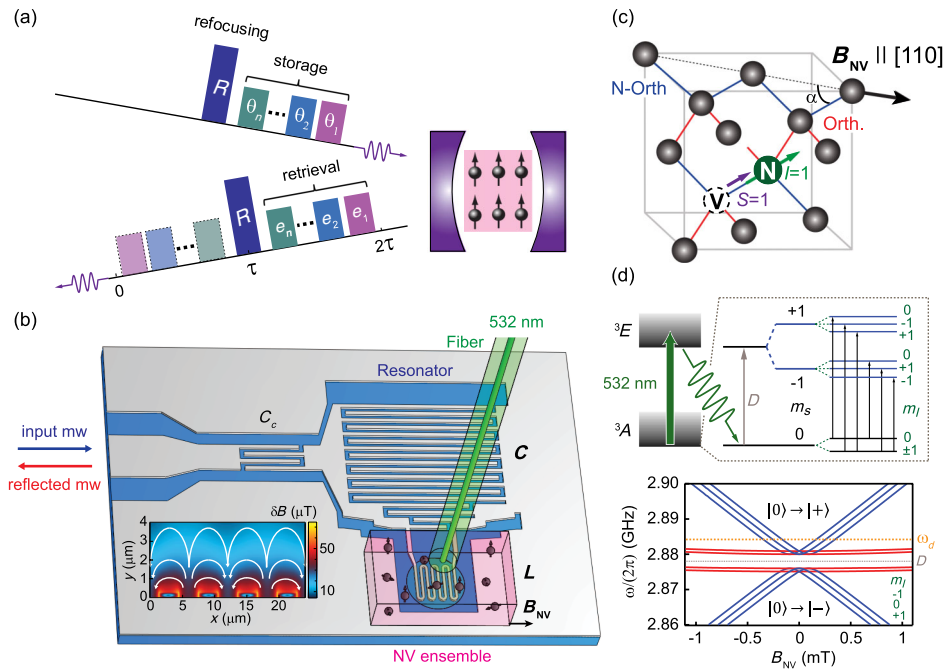 (a)
refocusing
storage
R
θn
θ2
θ1
retrieval
R
en
e2
e1
0
τ
2τ
(b)
532 nm
Fiber
Resonator
Cc
C
input mw
reflected mw
δB (μT)
50
10
y (μm)
4
3
2
1
0
0
10
20
x (μm)
L
BNV
NV ensemble
(c)
BNV || [110]
N-Orth
α
Orth.
N
I=1
V
S=1
(d)
3E
532 nm
3A
D
+1
-1
mS
0
0
-1
+1
0
+1
-1
mI
0
±1
ω/(2π) (GHz)
2.90
2.89
2.88
2.87
2.86
|0⟩→|+⟩
|0⟩→|-⟩
ωd
D
mI
-1
0
+1
-1
-0.5
0
0.5
1
BNV (mT)